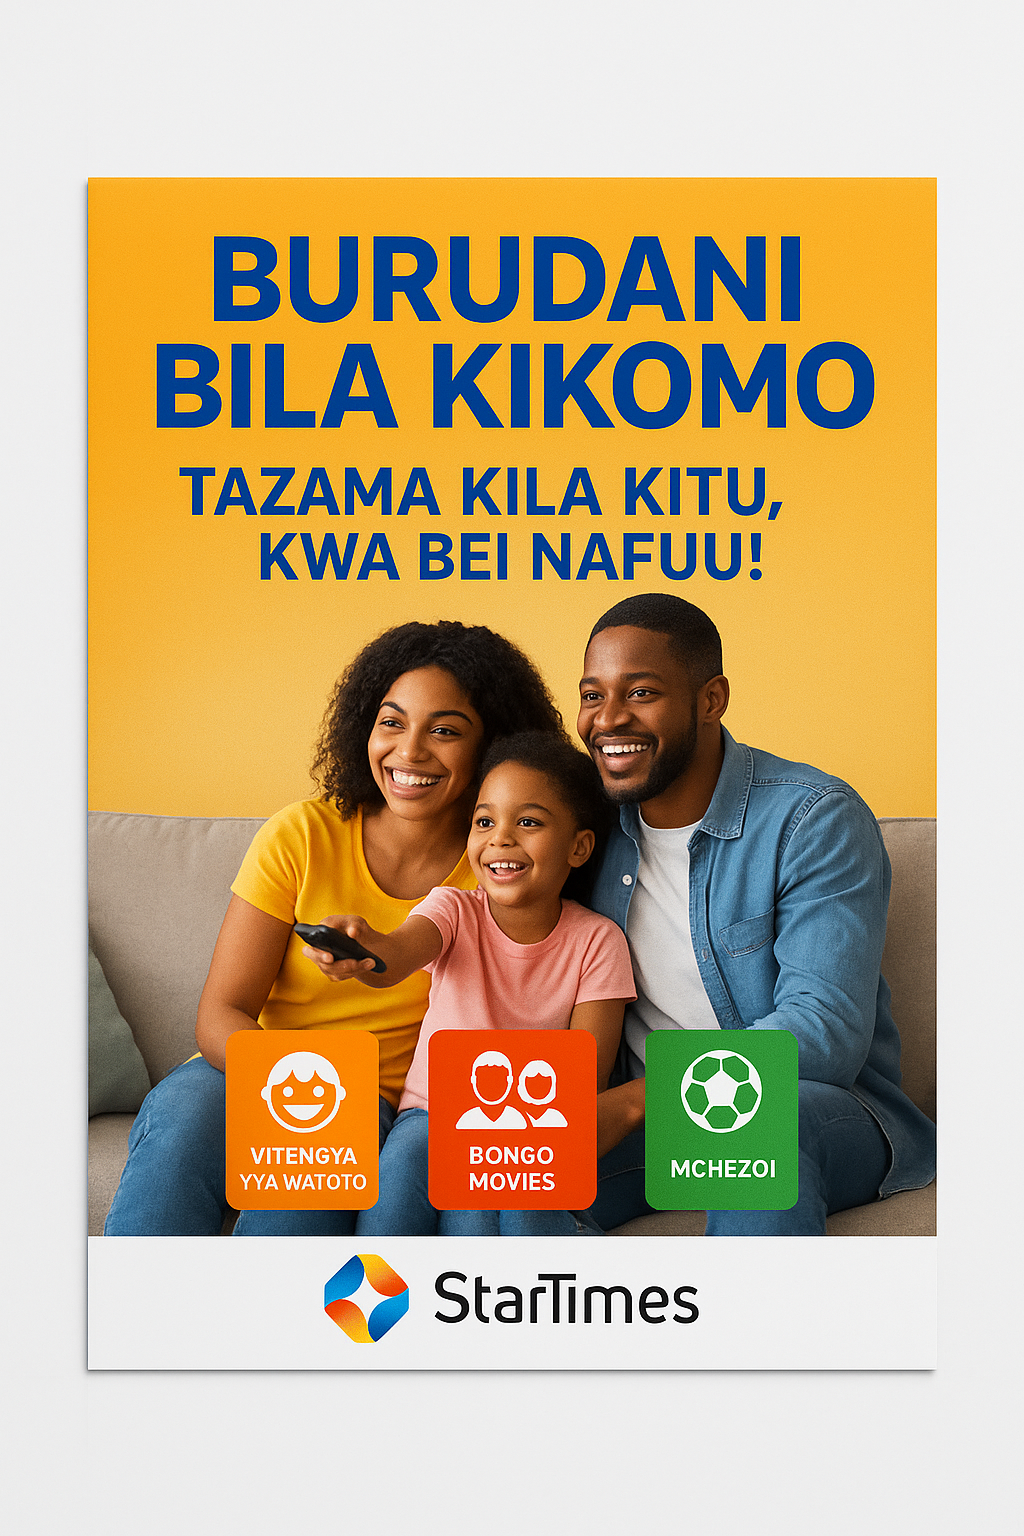 BURUDANI
BILA KIKOMO
TAZAMA KILA KITU,
KWA BEI NAFUU!
VITENGYA
YYA WATOTO
BONGO
MOVIES
MCHEZOI
StarTimes